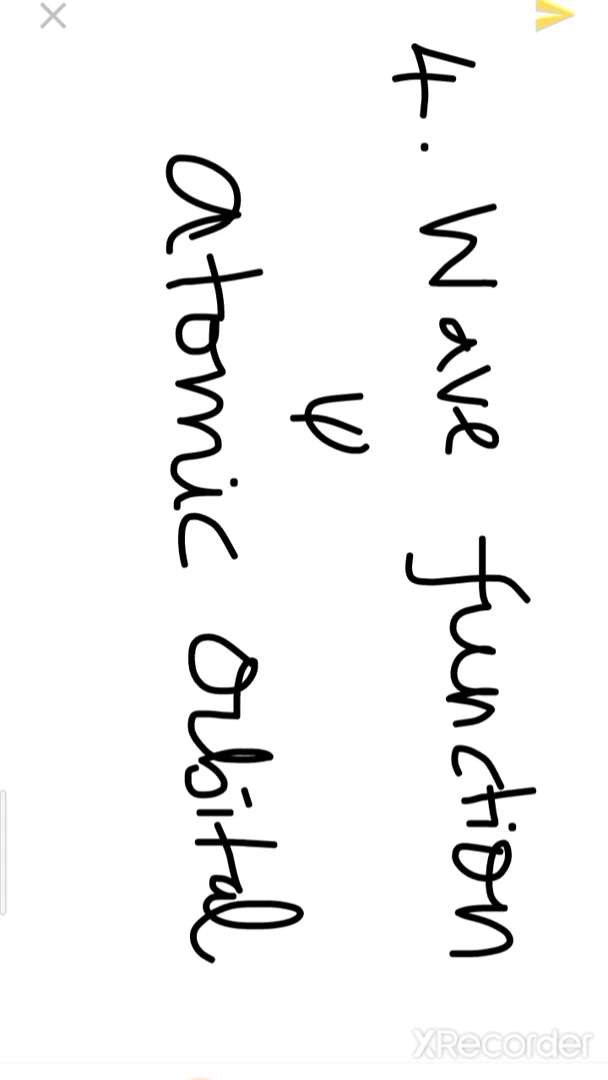 4. Wave function
ψ
atomic orbital
XRecorder